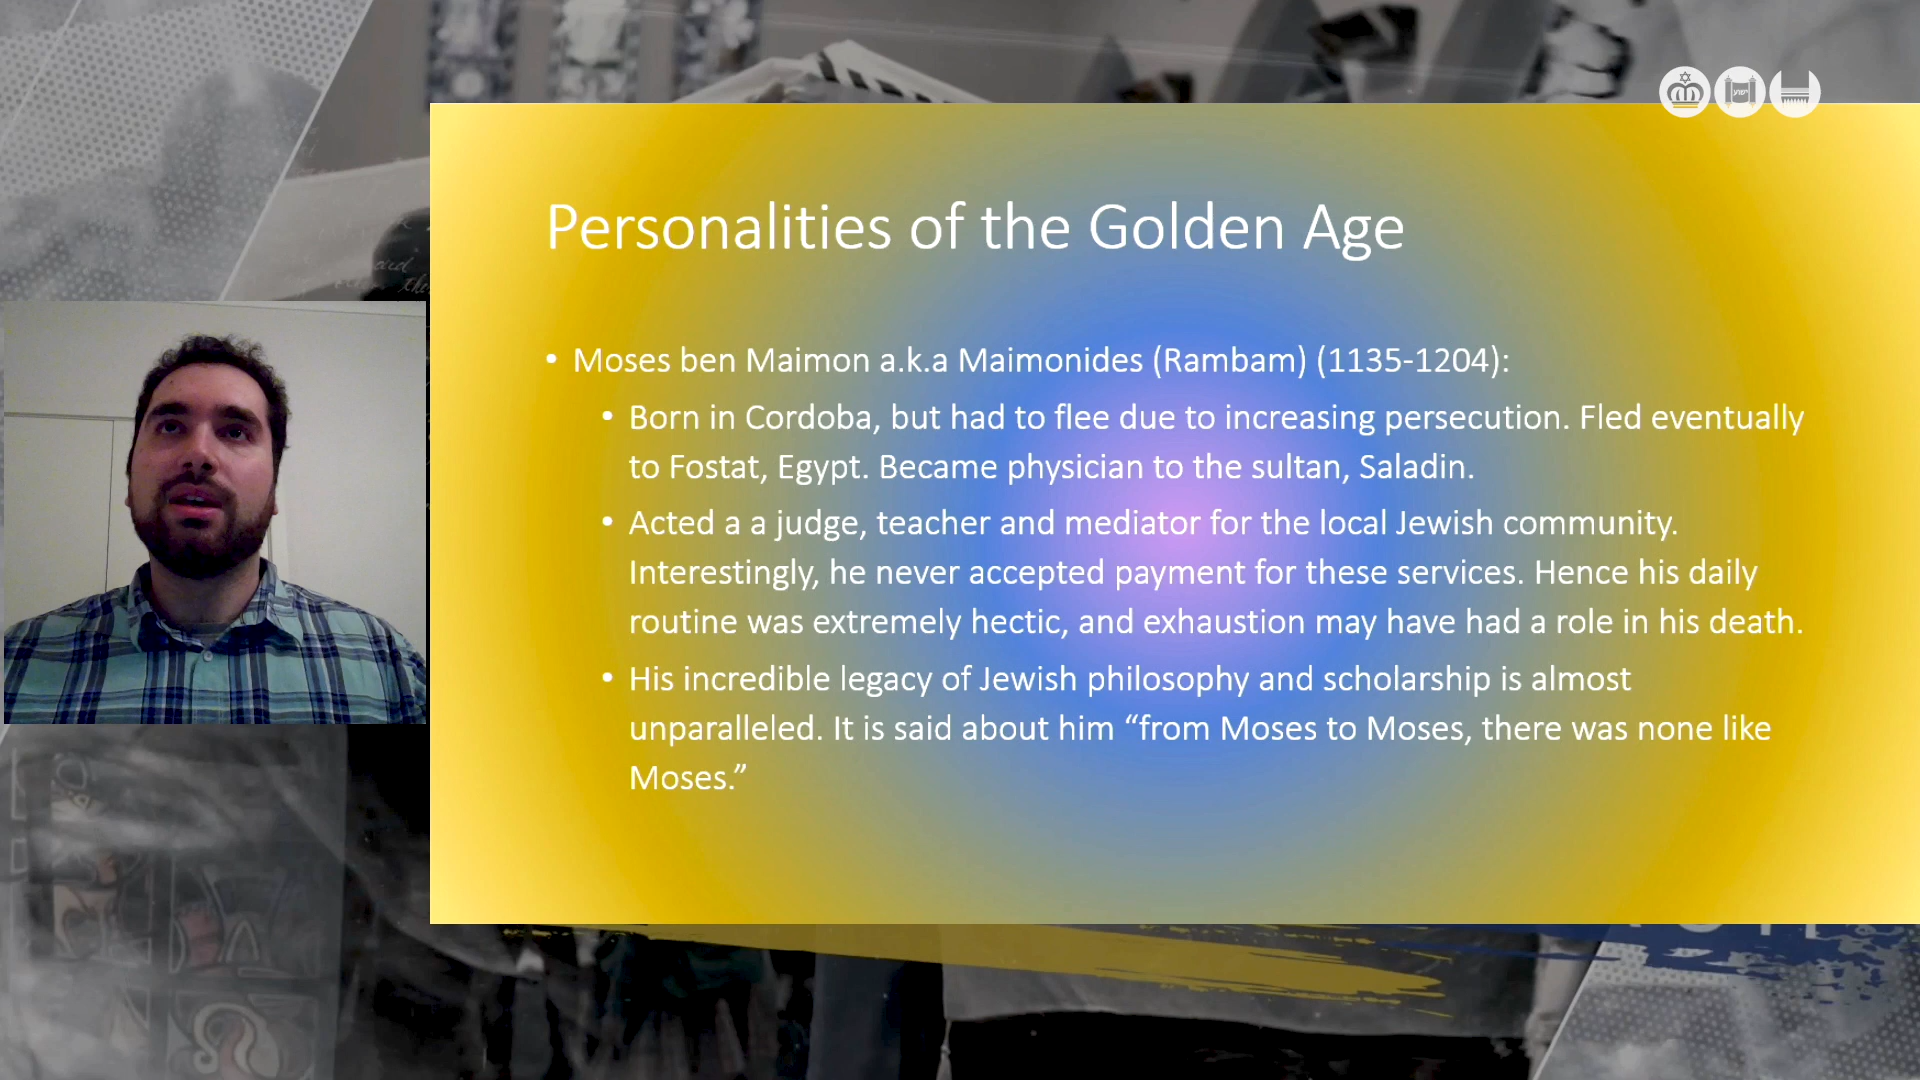 Personalities of the Golden Age
• Moses ben Maimon a.k.a Maimonides (Rambam) (1135-1204):
• Born in Cordoba, but had to flee due to increasing persecution. Fled eventually
to Fostat, Egypt. Became physician to the sultan, Saladin.
• Acted a a judge, teacher and mediator for the local Jewish community.
Interestingly, he never accepted payment for these services. Hence his daily
routine was extremely hectic, and exhaustion may have had a role in his death.
• His incredible legacy of Jewish philosophy and scholarship is almost
unparalleled. It is said about him “from Moses to Moses, there was none like
Moses.”